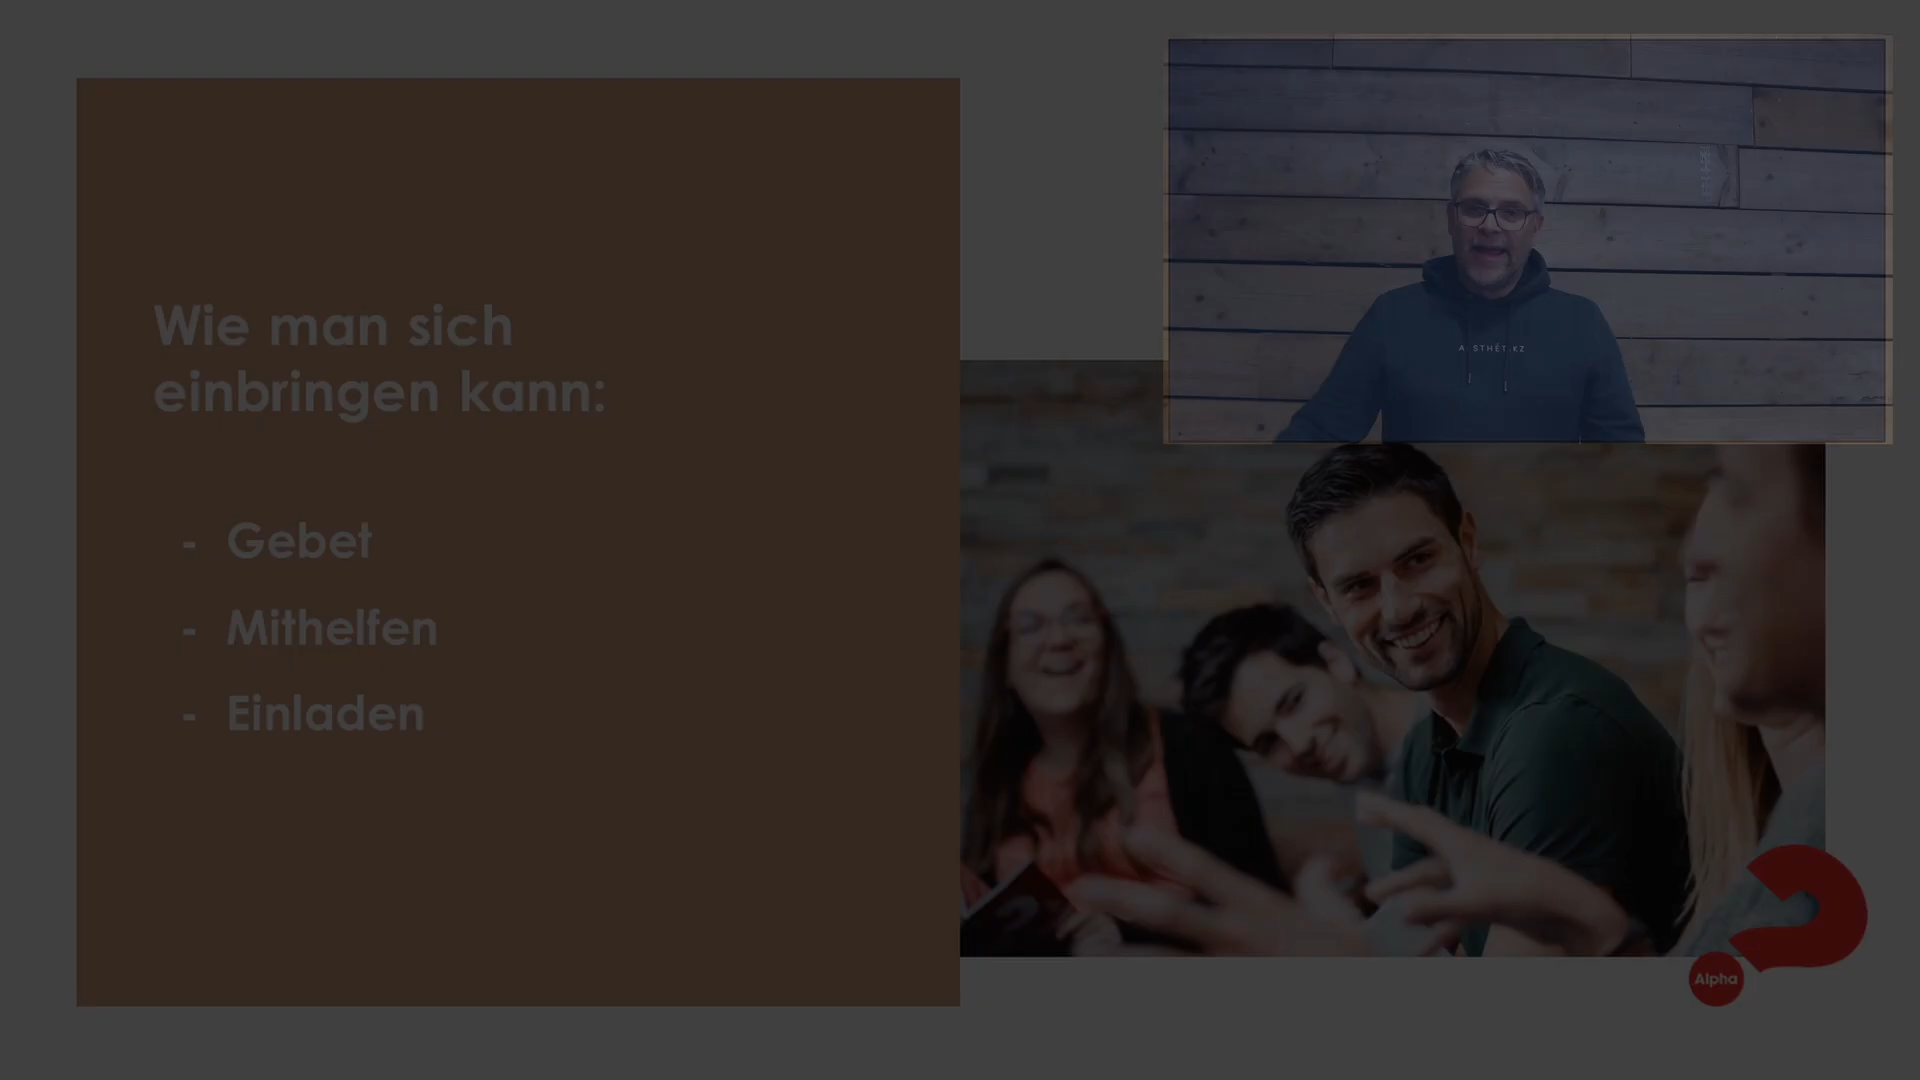 Wie man sich
einbringen kann:
- Gebet
- Mithelfen
- Einladen
Alpha